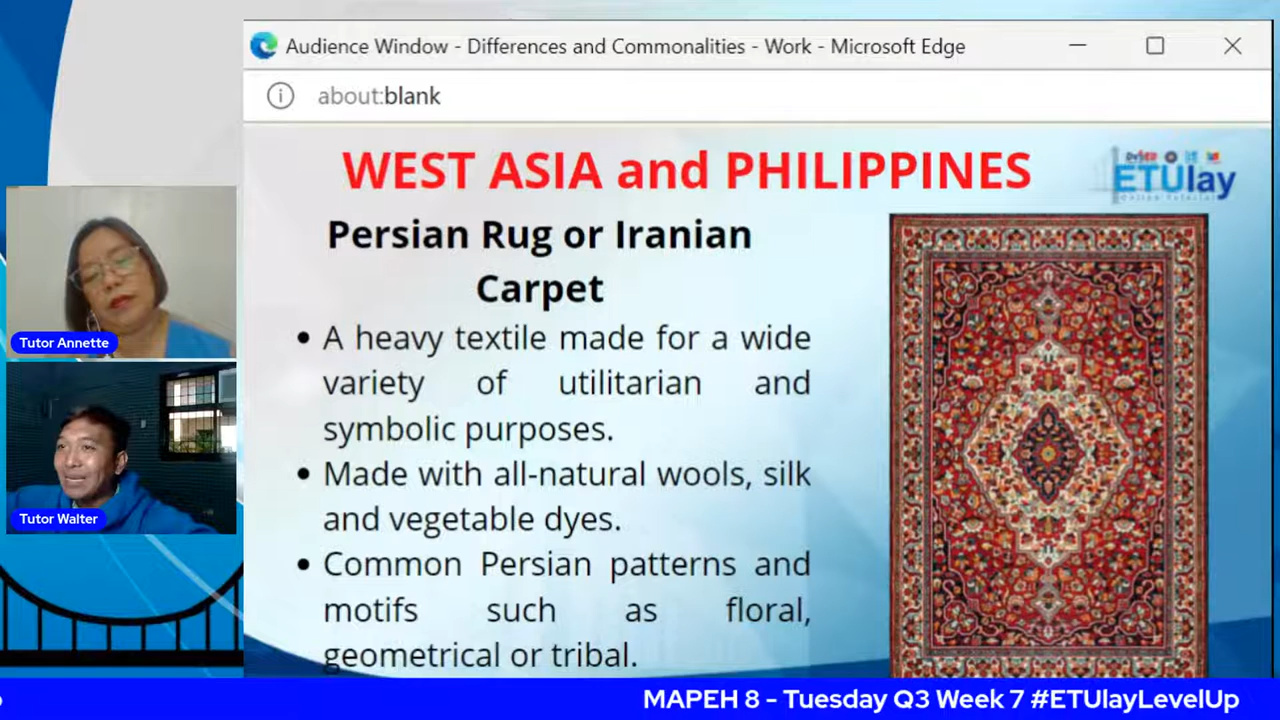 Audience Window - Differences and Commonalities - Work - Microsoft Edge
about:blank
WEST ASIA and PHILIPPINES
ETUlay
Persian Rug or Iranian
Carpet
• A heavy textile made for a wide
variety of utilitarian and
symbolic purposes.
• Made with all-natural wools, silk
and vegetable dyes.
• Common Persian patterns and
motifs such as floral,
geometrical or tribal.
Tutor Annette
Tutor Walter
MAPEH 8 - Tuesday Q3 Week 7 #ETUlayLevelUp